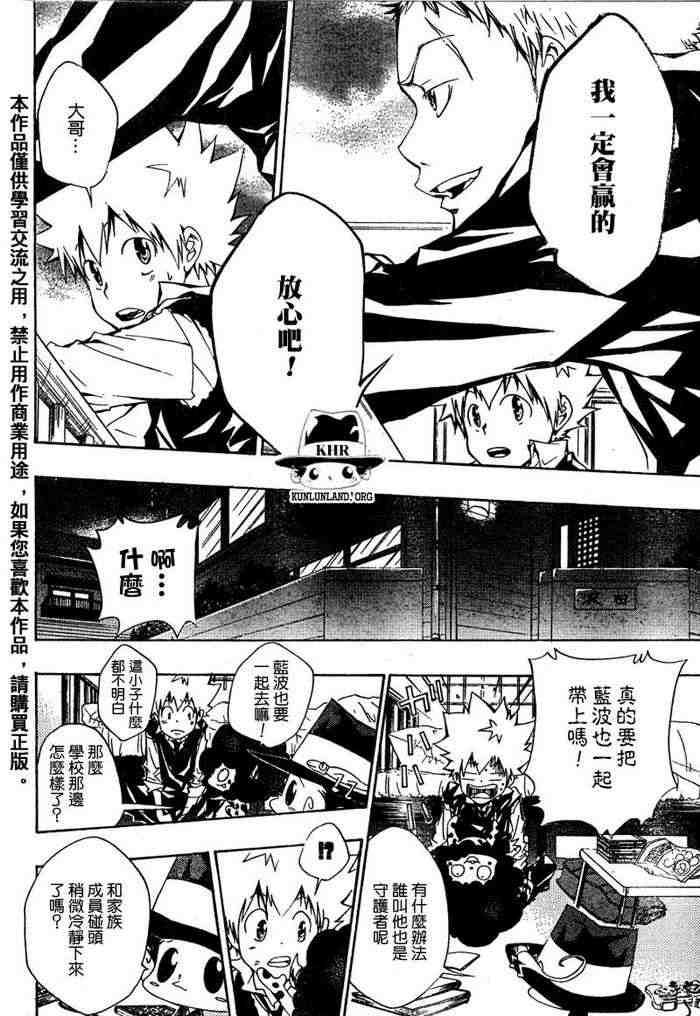 我一定會贏的
放心吧！
大哥…
KHR
KUNLUNLAND.ORG
啊…
什麼
沢田
真的要把
藍波也一起
帶上嗎！
藍波也要
一起去嘛！
這小子什麼
都不明白
那麼
學校那邊
怎麼樣了？
有什麼辦法
誰叫他也是
守護者呢
!?
和家族
成員碰頭
稍微冷靜下來
了嗎？
本作品僅供學習交流之用，禁止用作商業用途，如果您喜歡本作品，請購買正版。